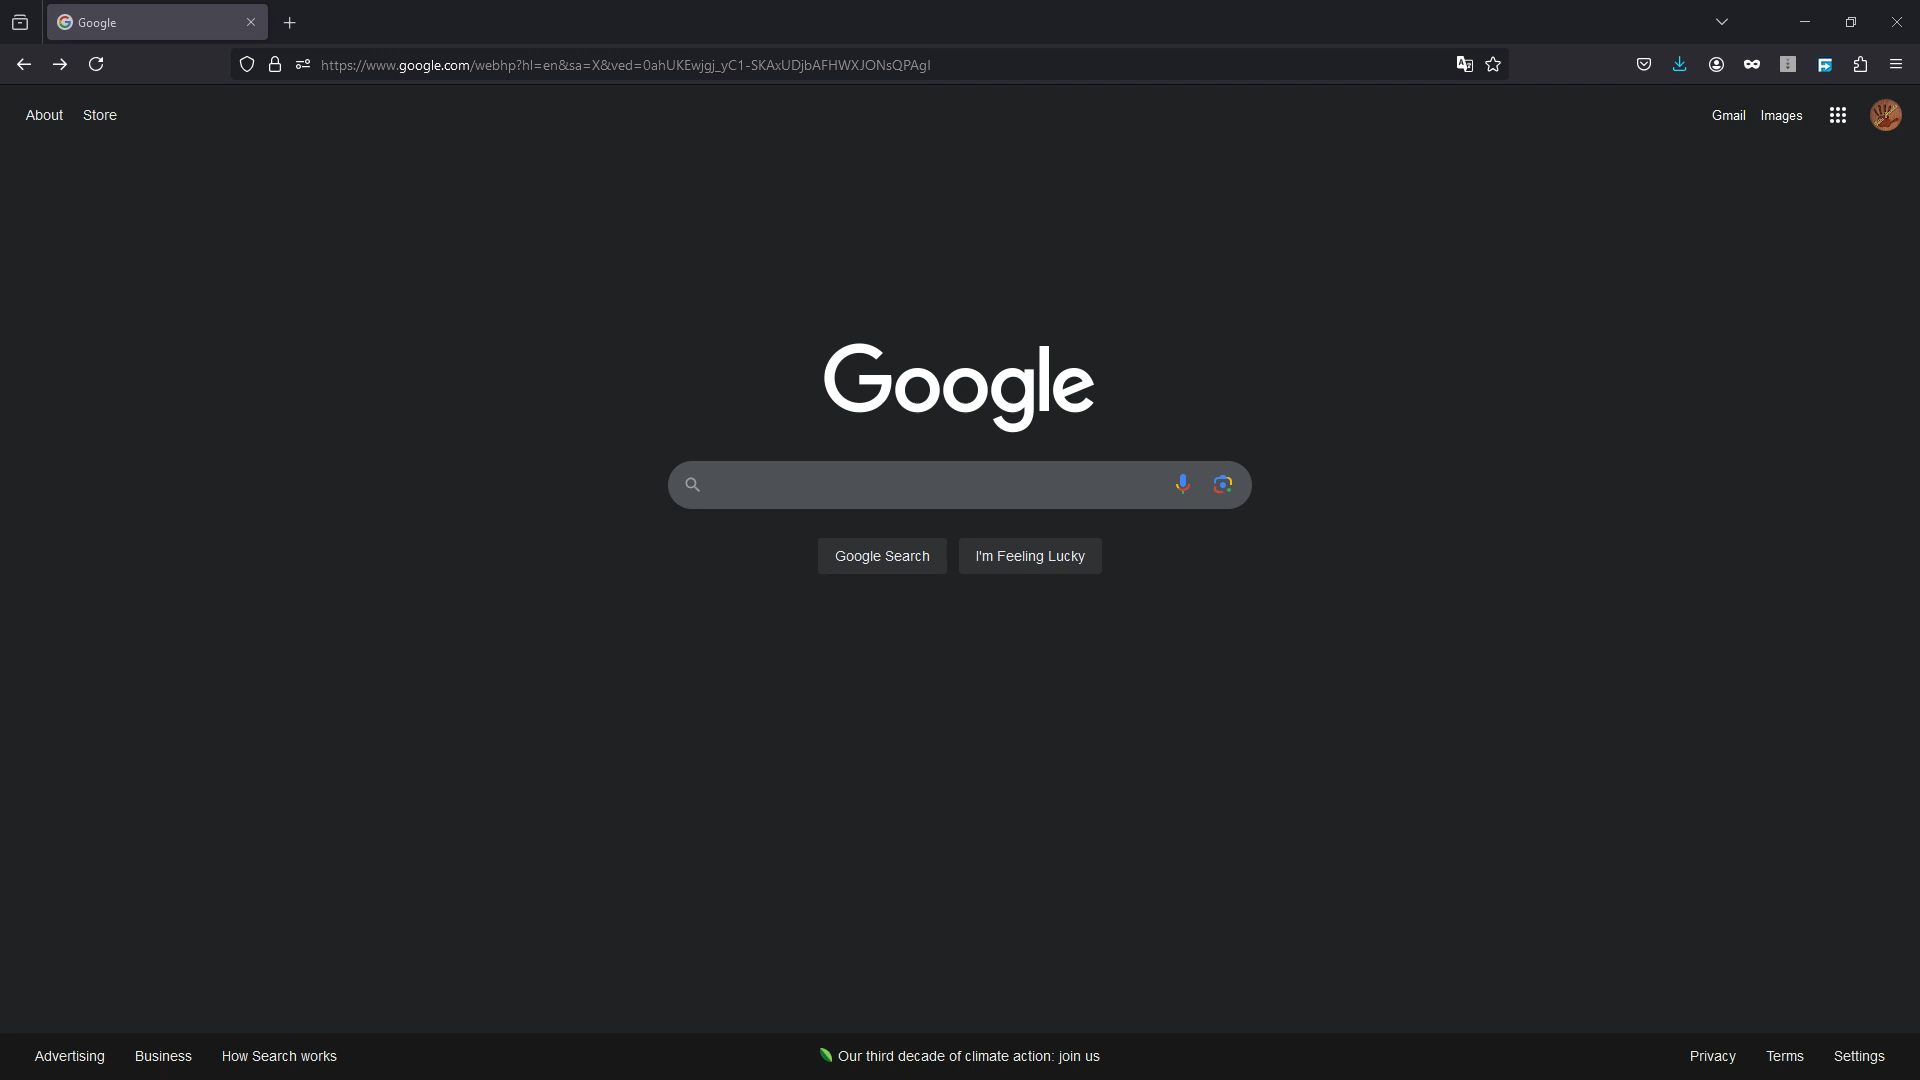 Google
https://www.google.com/webhp?hl=en&sa=X&ved=0ahUKEwjgj_yC1-SKAxUDjbAFHWXJONsQPAgI
About Store Gmail Images
Google
Google Search I'm Feeling Lucky
Advertising Business How Search works Our third decade of climate action: join us Privacy Terms Settings